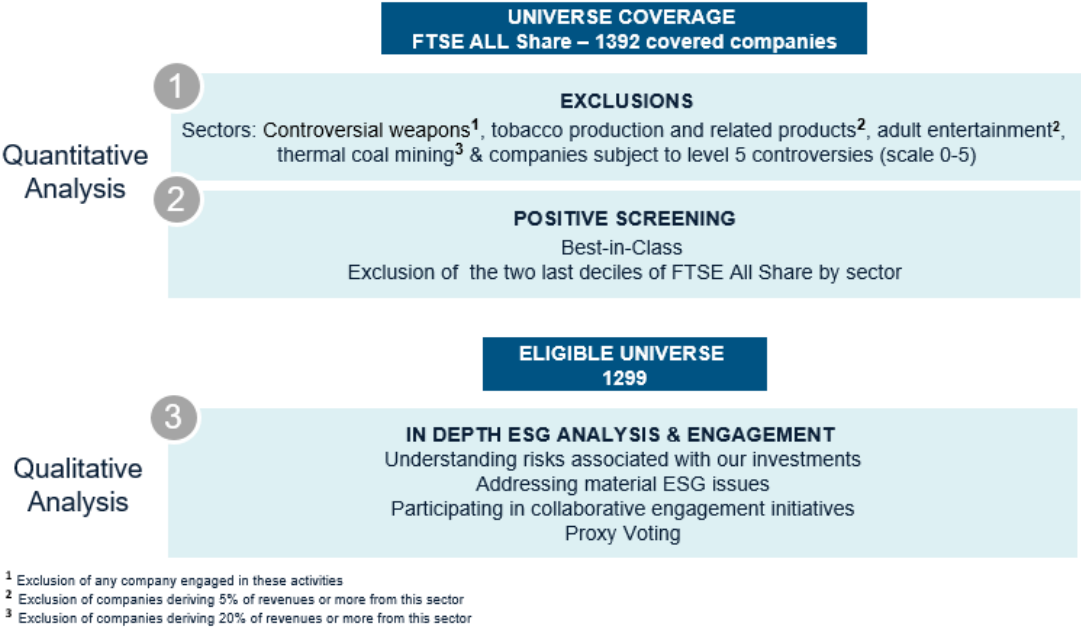 UNIVERSE COVERAGE
FTSE ALL Share – 1392 covered companies
Quantitative
Analysis
1
EXCLUSIONS
Sectors: Controversial weapons¹, tobacco production and related products², adult entertainment²,
thermal coal mining³ & companies subject to level 5 controversies (scale 0-5)
2
POSITIVE SCREENING
Best-in-Class
Exclusion of the two last deciles of FTSE All Share by sector
ELIGIBLE UNIVERSE
1299
Qualitative
Analysis
3
IN DEPTH ESG ANALYSIS & ENGAGEMENT
Understanding risks associated with our investments
Addressing material ESG issues
Participating in collaborative engagement initiatives
Proxy Voting
¹ Exclusion of any company engaged in these activities
² Exclusion of companies deriving 5% of revenues or more from this sector
³ Exclusion of companies deriving 20% of revenues or more from this sector